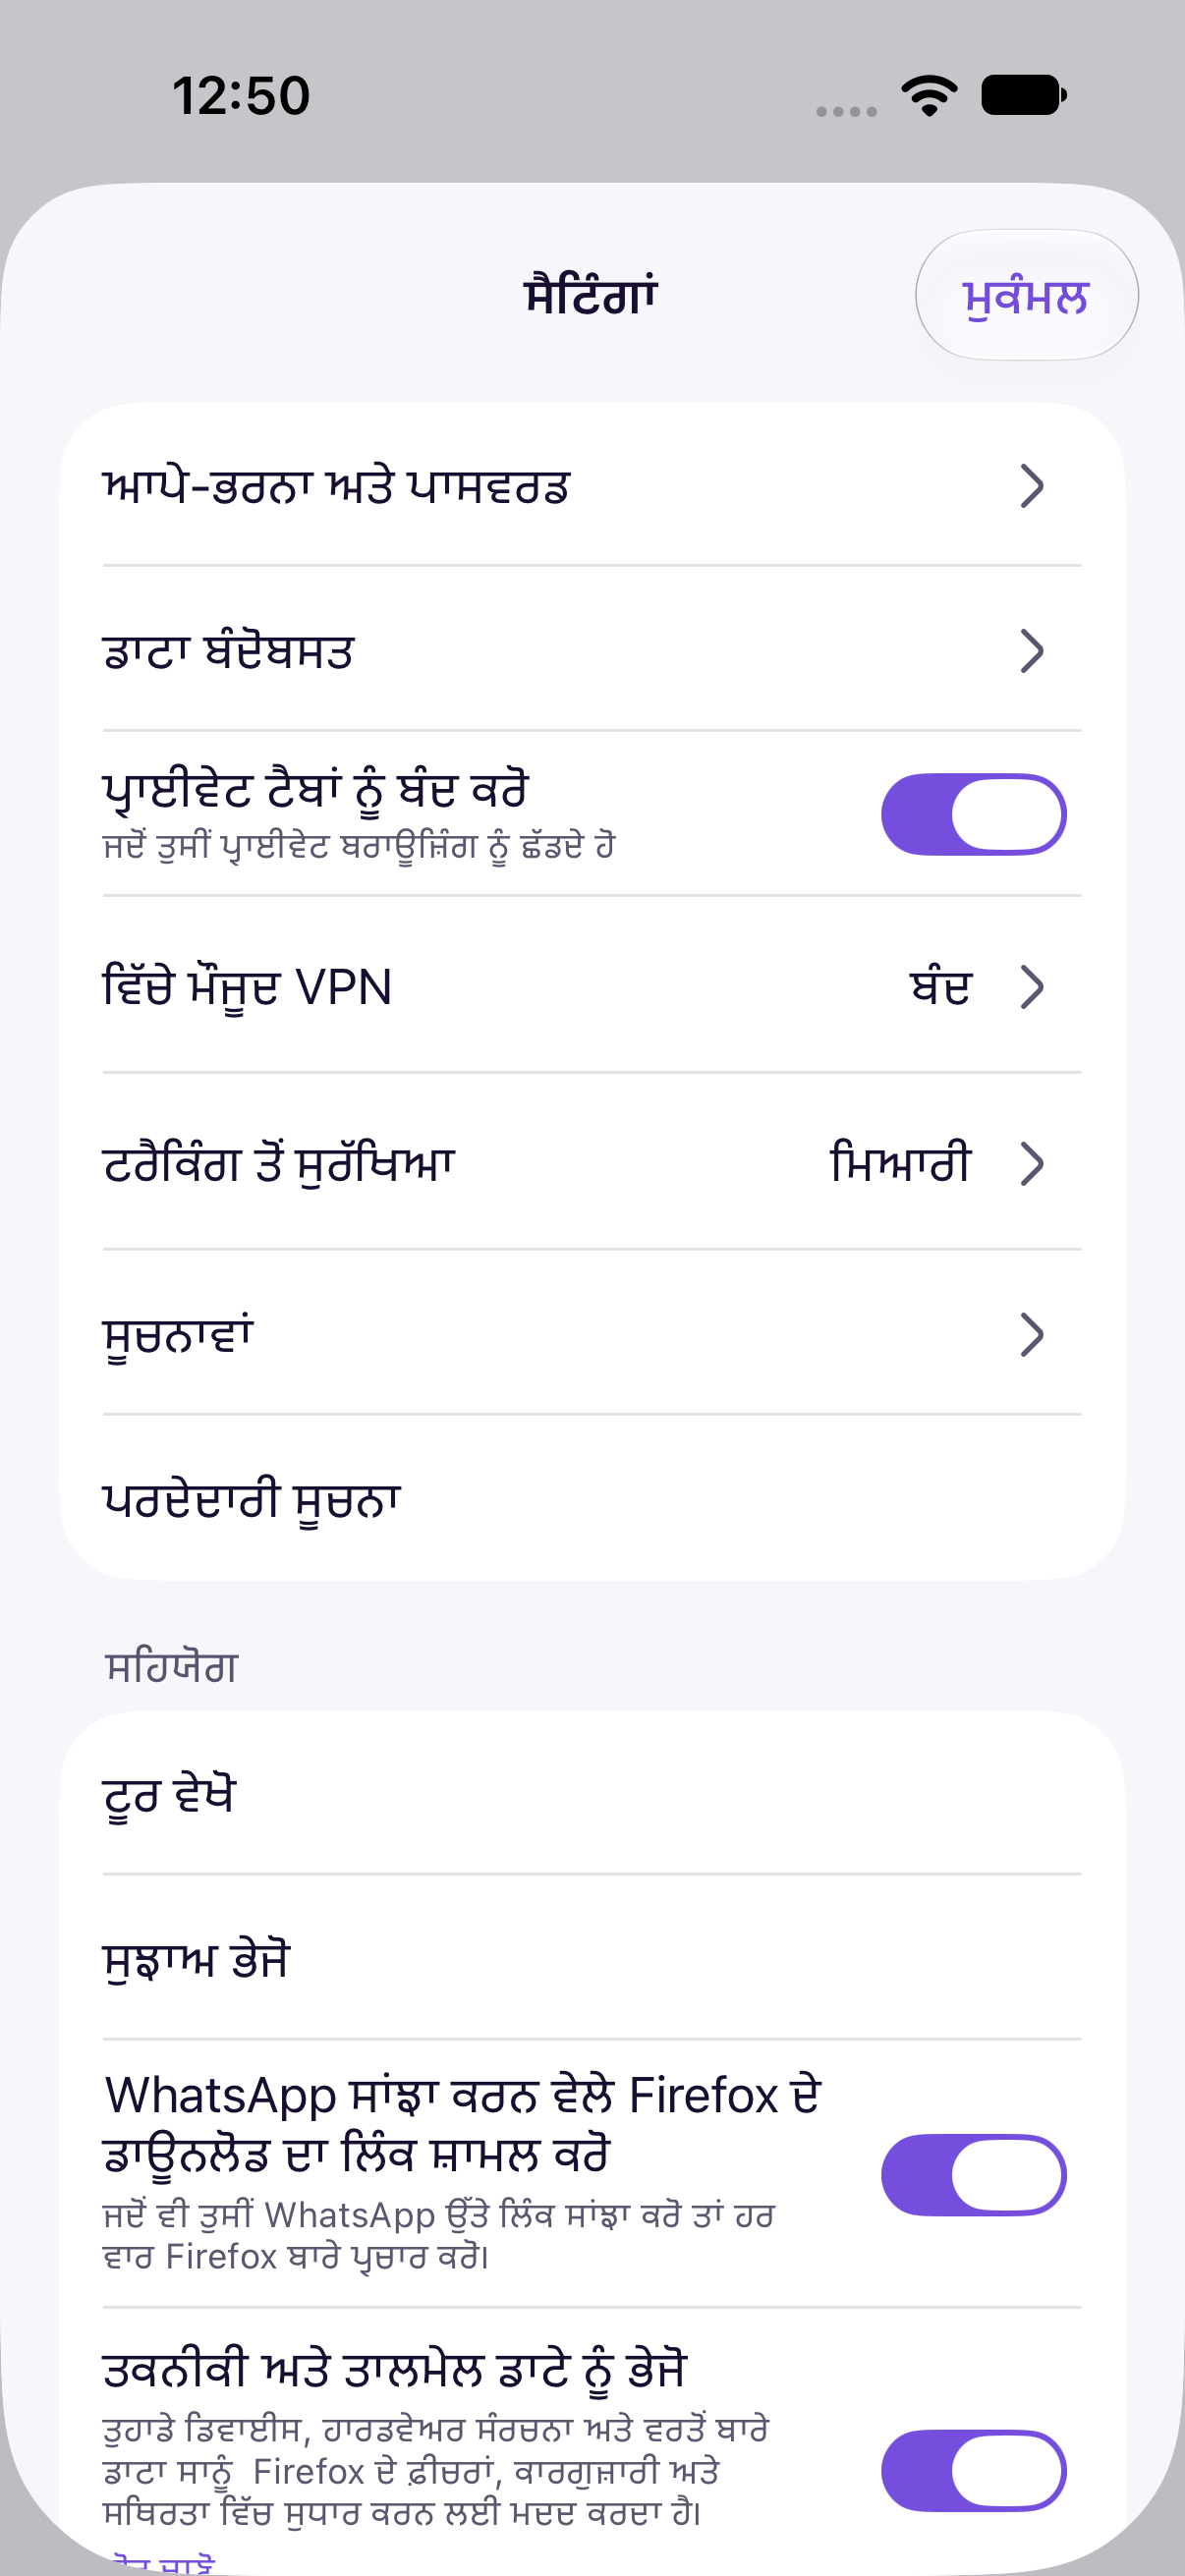 12:50
ਸੈਟਿੰਗਾਂ
ਮੁਕੰਮਲ
ਆਪੇ-ਭਰਨਾ ਅਤੇ ਪਾਸਵਰਡ
ਡਾਟਾ ਬੰਦੋਬਸਤ
ਪ੍ਰਾਈਵੇਟ ਟੈਬਾਂ ਨੂੰ ਬੰਦ ਕਰੋ
ਜਦੋਂ ਤੁਸੀਂ ਪ੍ਰਾਈਵੇਟ ਬਰਾਊਜ਼ਿੰਗ ਨੂੰ ਛੱਡਦੇ ਹੋ
ਵਿੱਚੇ ਮੌਜੂਦ VPN ਬੰਦ
ਟਰੈਕਿੰਗ ਤੋਂ ਸੁਰੱਖਿਆ ਮਿਆਰੀ
ਸੂਚਨਾਵਾਂ
ਪਰਦੇਦਾਰੀ ਸੂਚਨਾ
ਸਹਿਯੋਗ
ਟੂਰ ਵੇਖੋ
ਸੁਝਾਅ ਭੇਜੋ
WhatsApp ਸਾਂਝਾ ਕਰਨ ਵੇਲੇ Firefox ਦੇ
ਡਾਊਨਲੋਡ ਦਾ ਲਿੰਕ ਸ਼ਾਮਲ ਕਰੋ
ਜਦੋਂ ਵੀ ਤੁਸੀਂ WhatsApp ਉੱਤੇ ਲਿੰਕ ਸਾਂਝਾ ਕਰੋ ਤਾਂ ਹਰ
ਵਾਰ Firefox ਬਾਰੇ ਪ੍ਰਚਾਰ ਕਰੋ।
ਤਕਨੀਕੀ ਅਤੇ ਤਾਲਮੇਲ ਡਾਟੇ ਨੂੰ ਭੇਜੋ
ਤੁਹਾਡੇ ਡਿਵਾਈਸ, ਹਾਰਡਵੇਅਰ ਸੰਰਚਨਾ ਅਤੇ ਵਰਤੋਂ ਬਾਰੇ
ਡਾਟਾ ਸਾਨੂੰ Firefox ਦੇ ਫ਼ੀਚਰਾਂ, ਕਾਰਗੁਜ਼ਾਰੀ ਅਤੇ
ਸਥਿਰਤਾ ਵਿੱਚ ਸੁਧਾਰ ਕਰਨ ਲਈ ਮਦਦ ਕਰਦਾ ਹੈ।